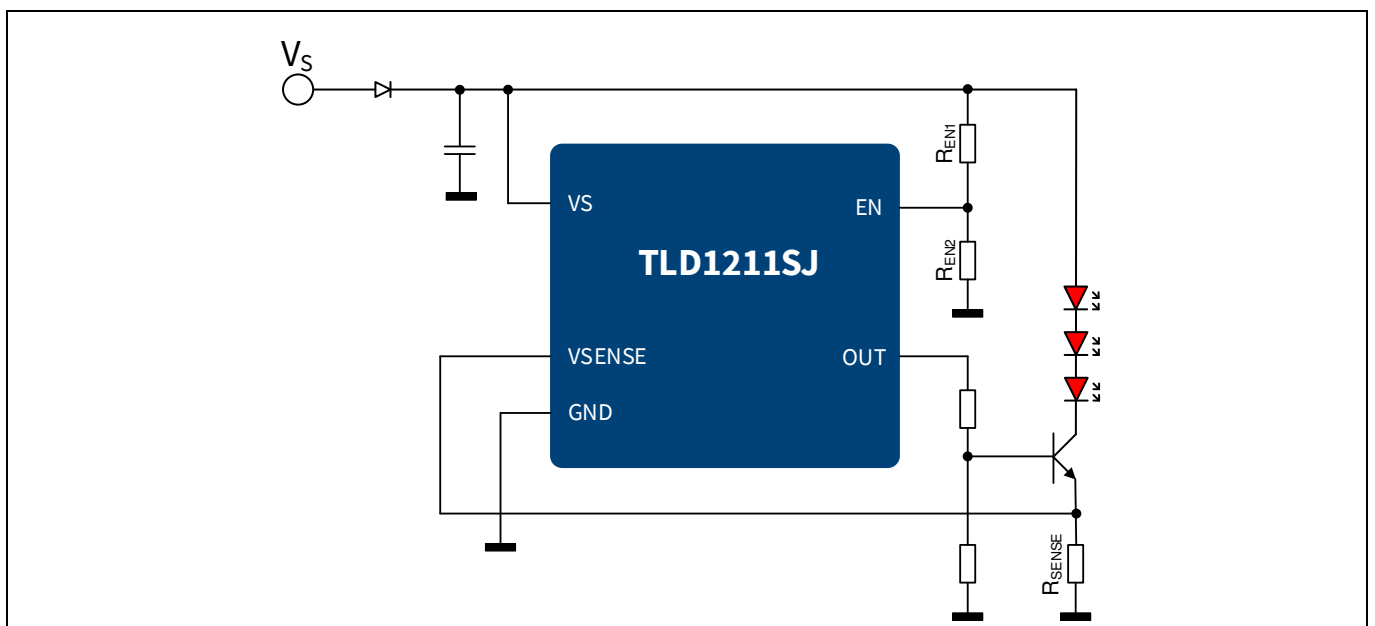 VS
REN1
VS
EN
TLD1211SJ
REN2
VSENSE
OUT
GND
RSENSE